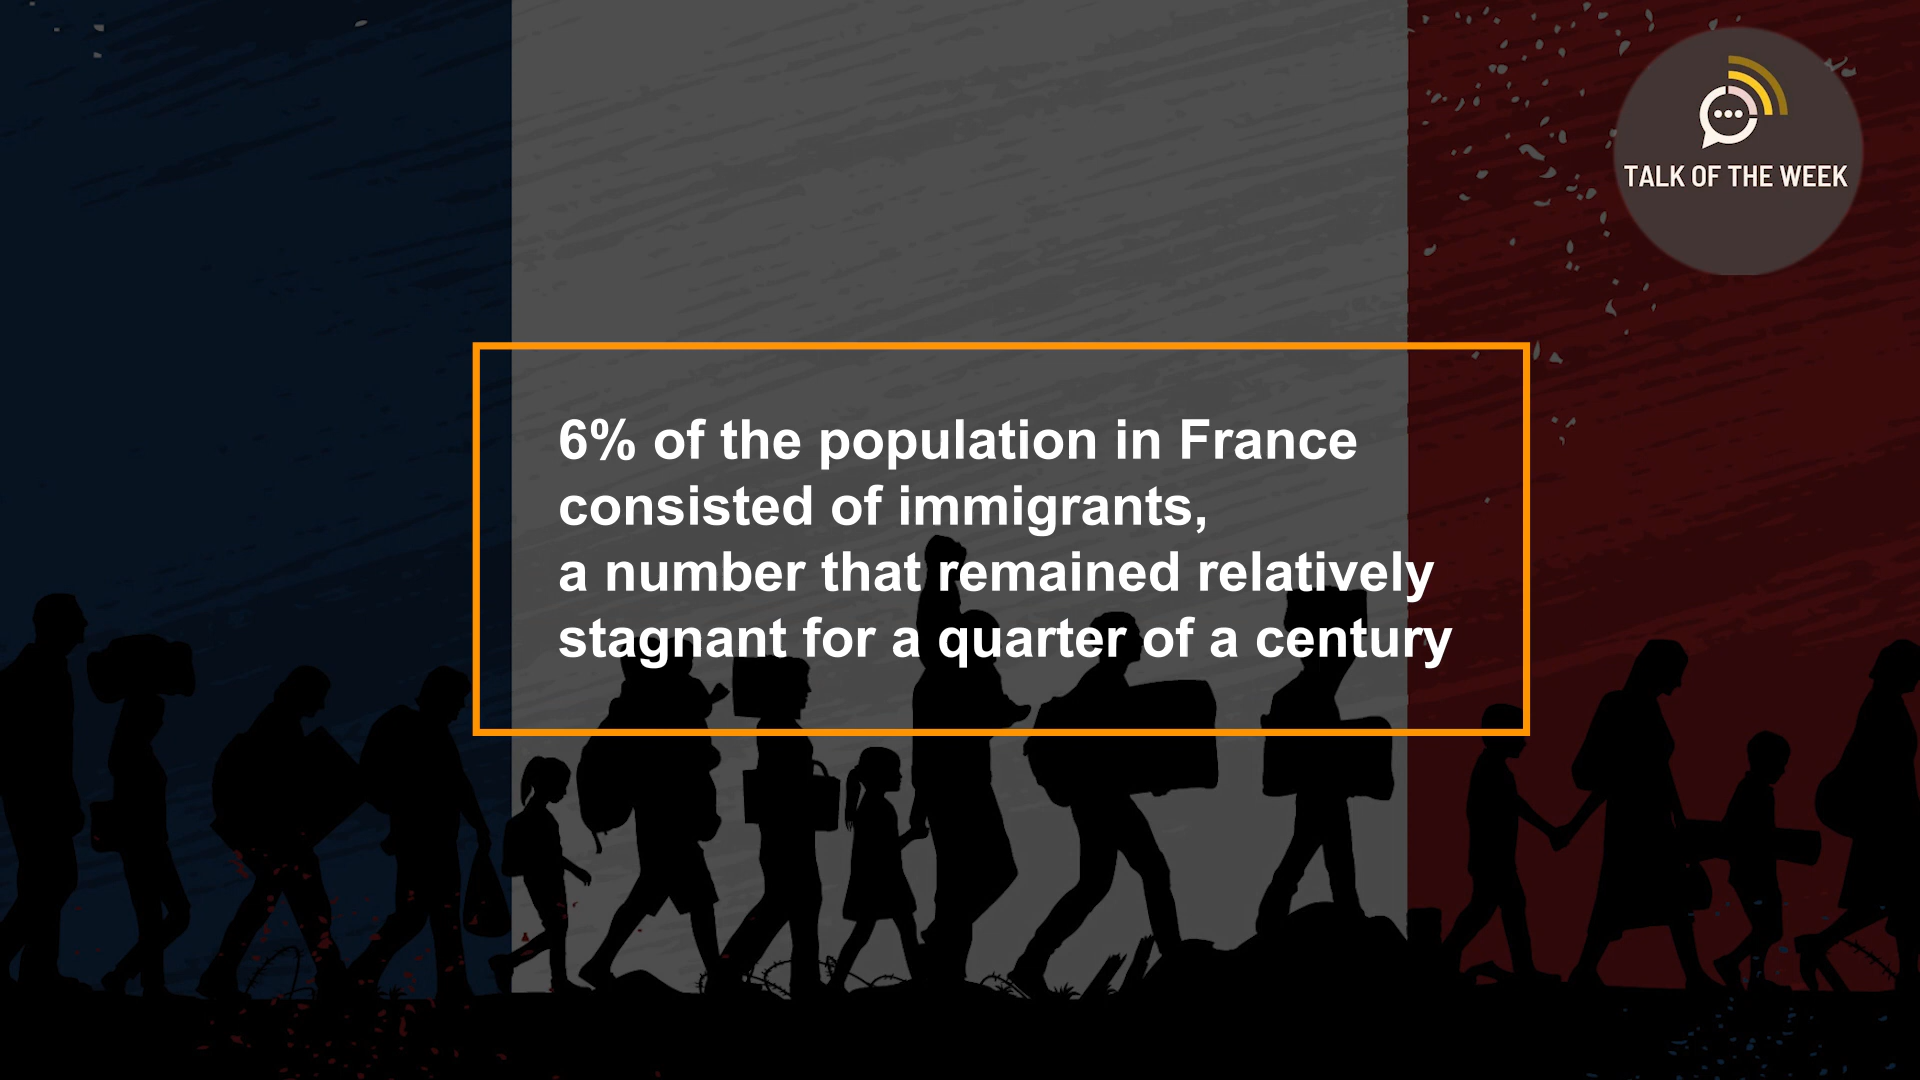 TALK OF THE WEEK
6% of the population in France
consisted of immigrants,
a number that remained relatively
stagnant for a quarter of a century